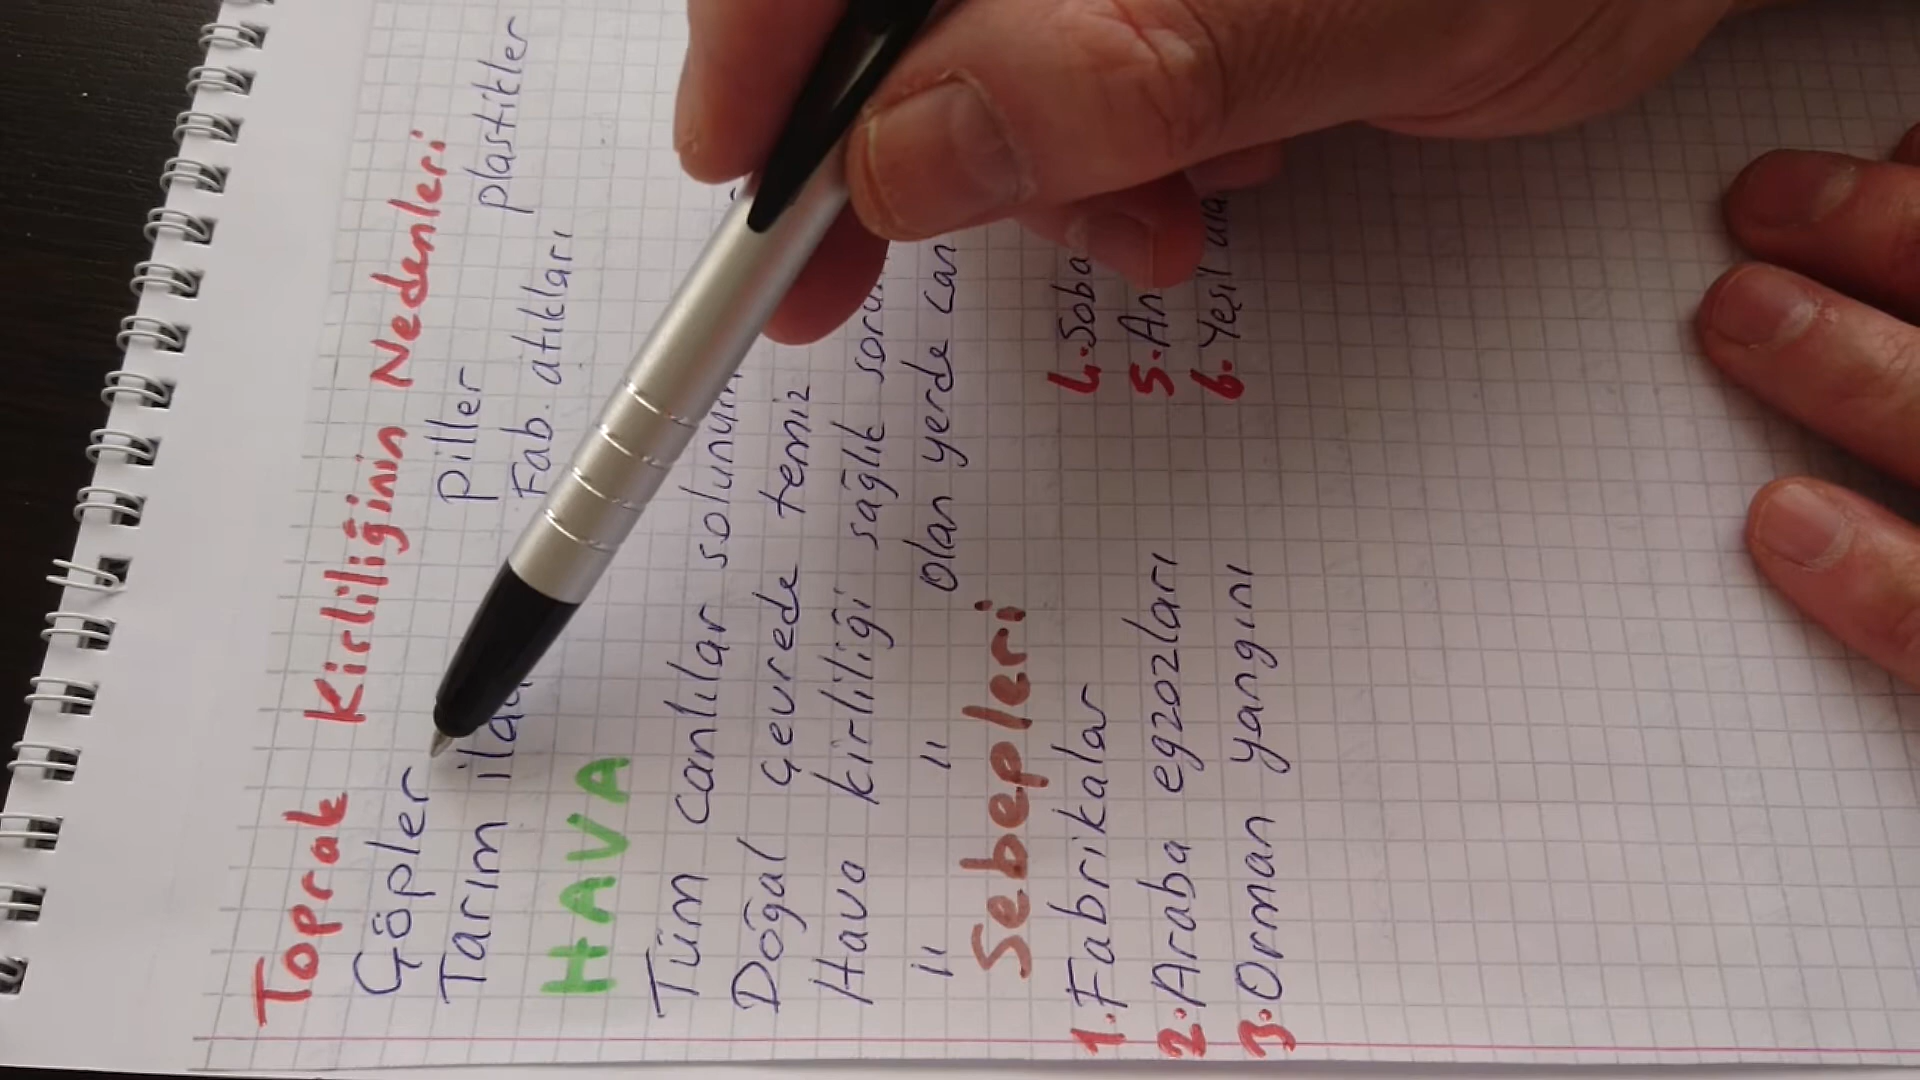 Toprak Kirliliğinin Nedenleri
Çöpler piller plastikler
Tarım Fab. atıkları
HAVA
Tüm canlılar
Doğal çevrede temiz
Hava kirliliği sağlık
" " olan yerde can
Sebepleri
1.Fabrikalar 4.Soba
2.Araba egzozları 5.
3.Orman yangını 6.Yeşil